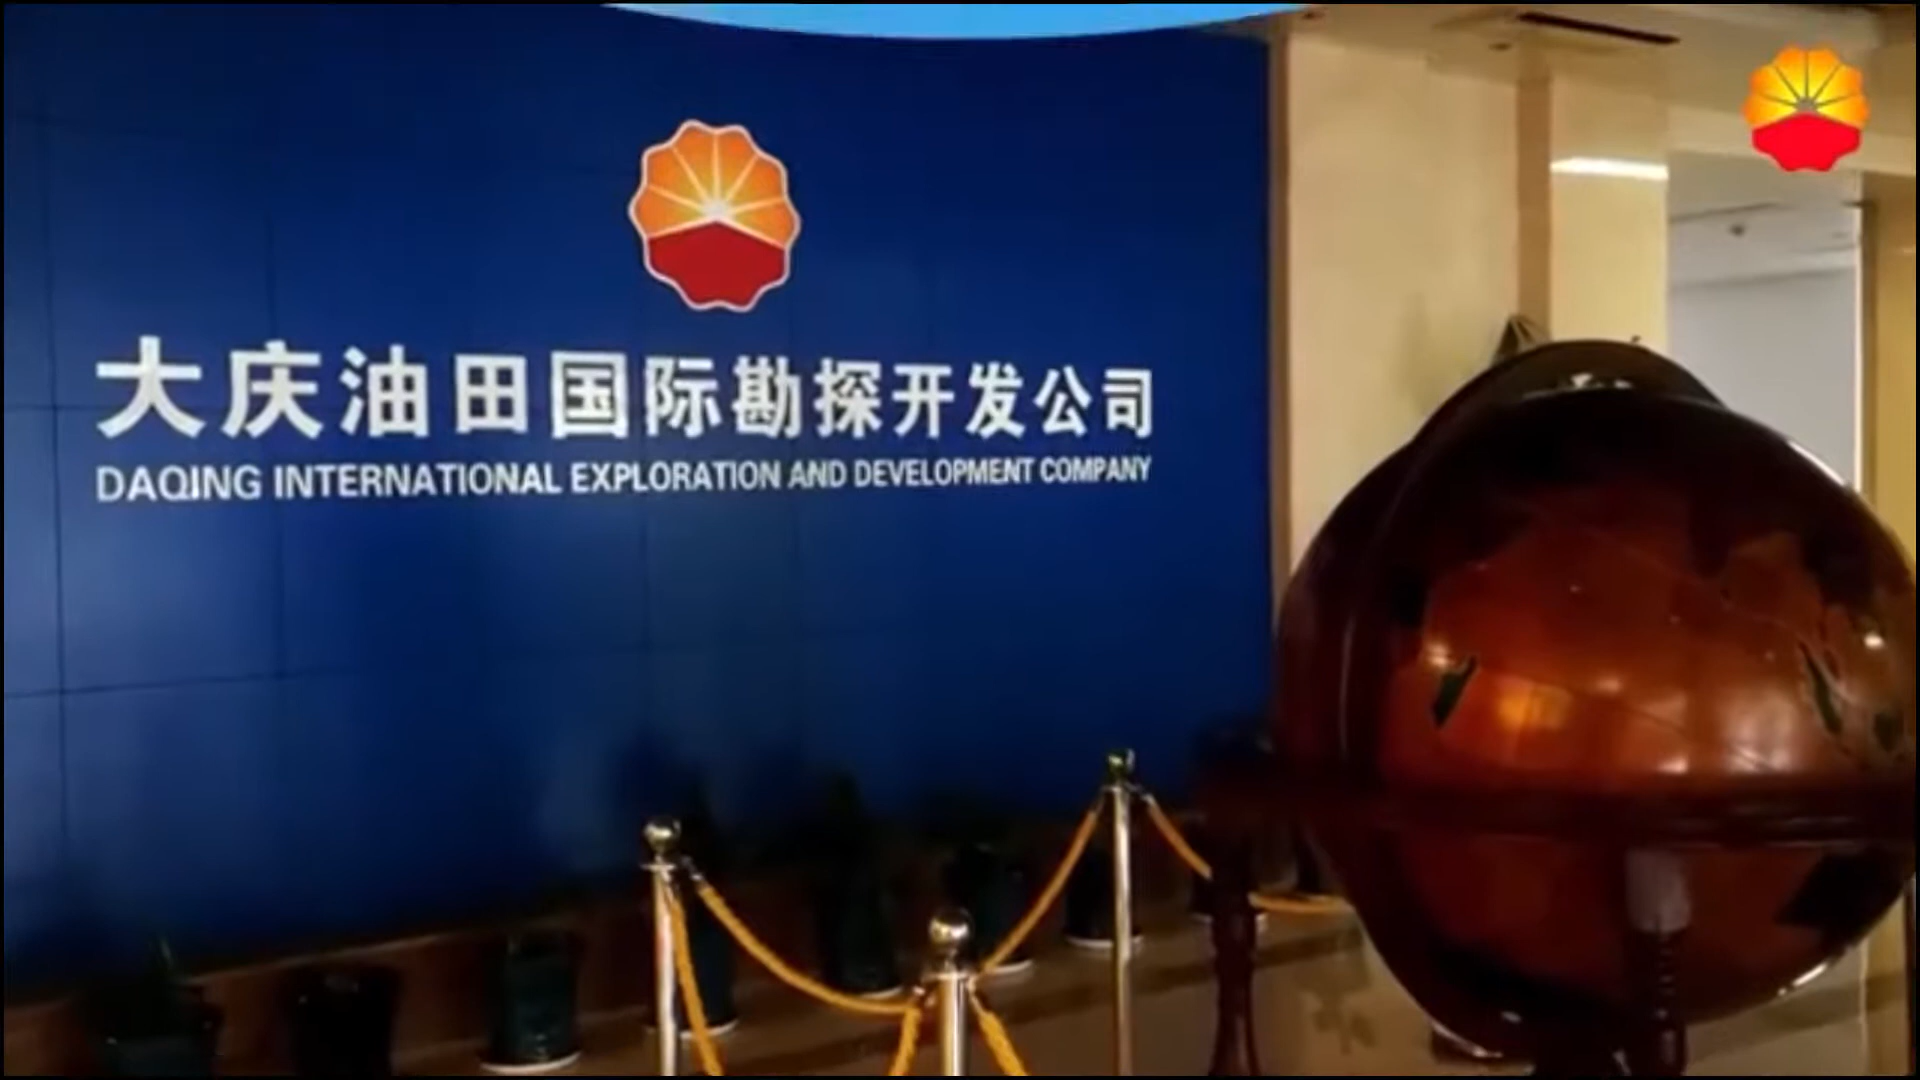 大庆油田国际勘探开发公司
DAQING INTERNATIONAL EXPLORATION AND DEVELOPMENT COMPANY